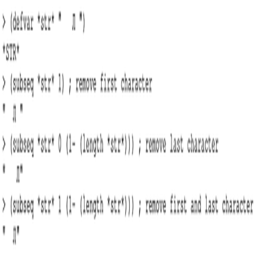 > (defvar *str* "  Л ")
*STR*
> (subseq *str* 1) ; remove first character
" Л "
> (subseq *str* 0 (1- (length *str*))) ; remove last character
"  Л"
> (subseq *str* 1 (1- (length *str*))) ; remove first and last character
" Л"